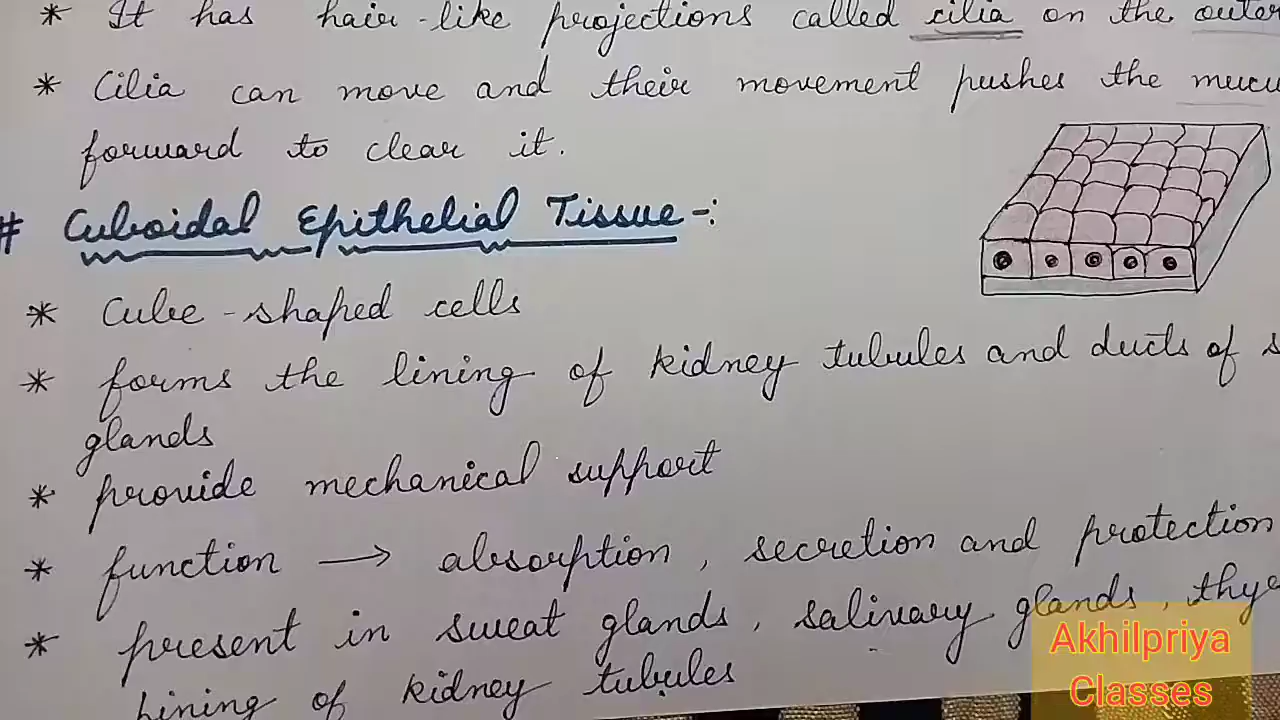 * It has hair-like projections called cilia on the outer
* Cilia can move and their movement pushes the
forward to clear it.
# Cuboidal Epithelial Tissue -:
* Cube-shaped cells
* forms the lining of kidney tubules and ducts of
glands
* provide mechanical support
* function → absorption, secretion and protection
* present in sweat glands, salivary glands,
lining of kidney tubules
Akhilpriya
Classes